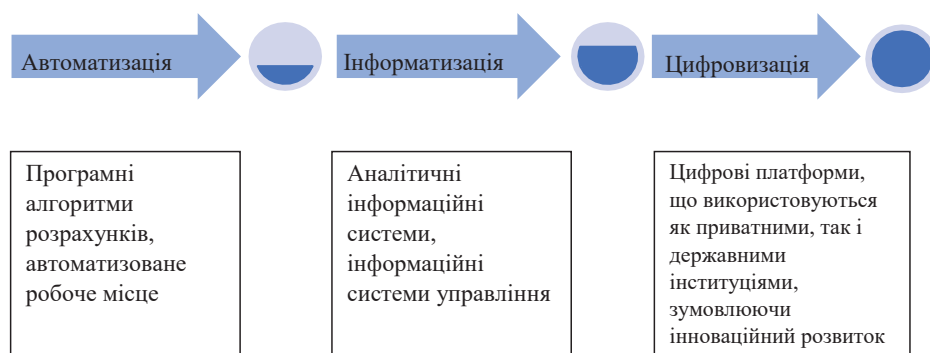 Автоматизація
Інформатизація
Цифровизація
Програмні
алгоритми
розрахунків,
автоматизоване
робоче місце
Аналітичні
інформаційні
системи,
інформаційні
системи управління
Цифрові платформи,
що використовуються
як приватними, так і
державними
інституціями,
зумовлюючи
інноваційний розвиток